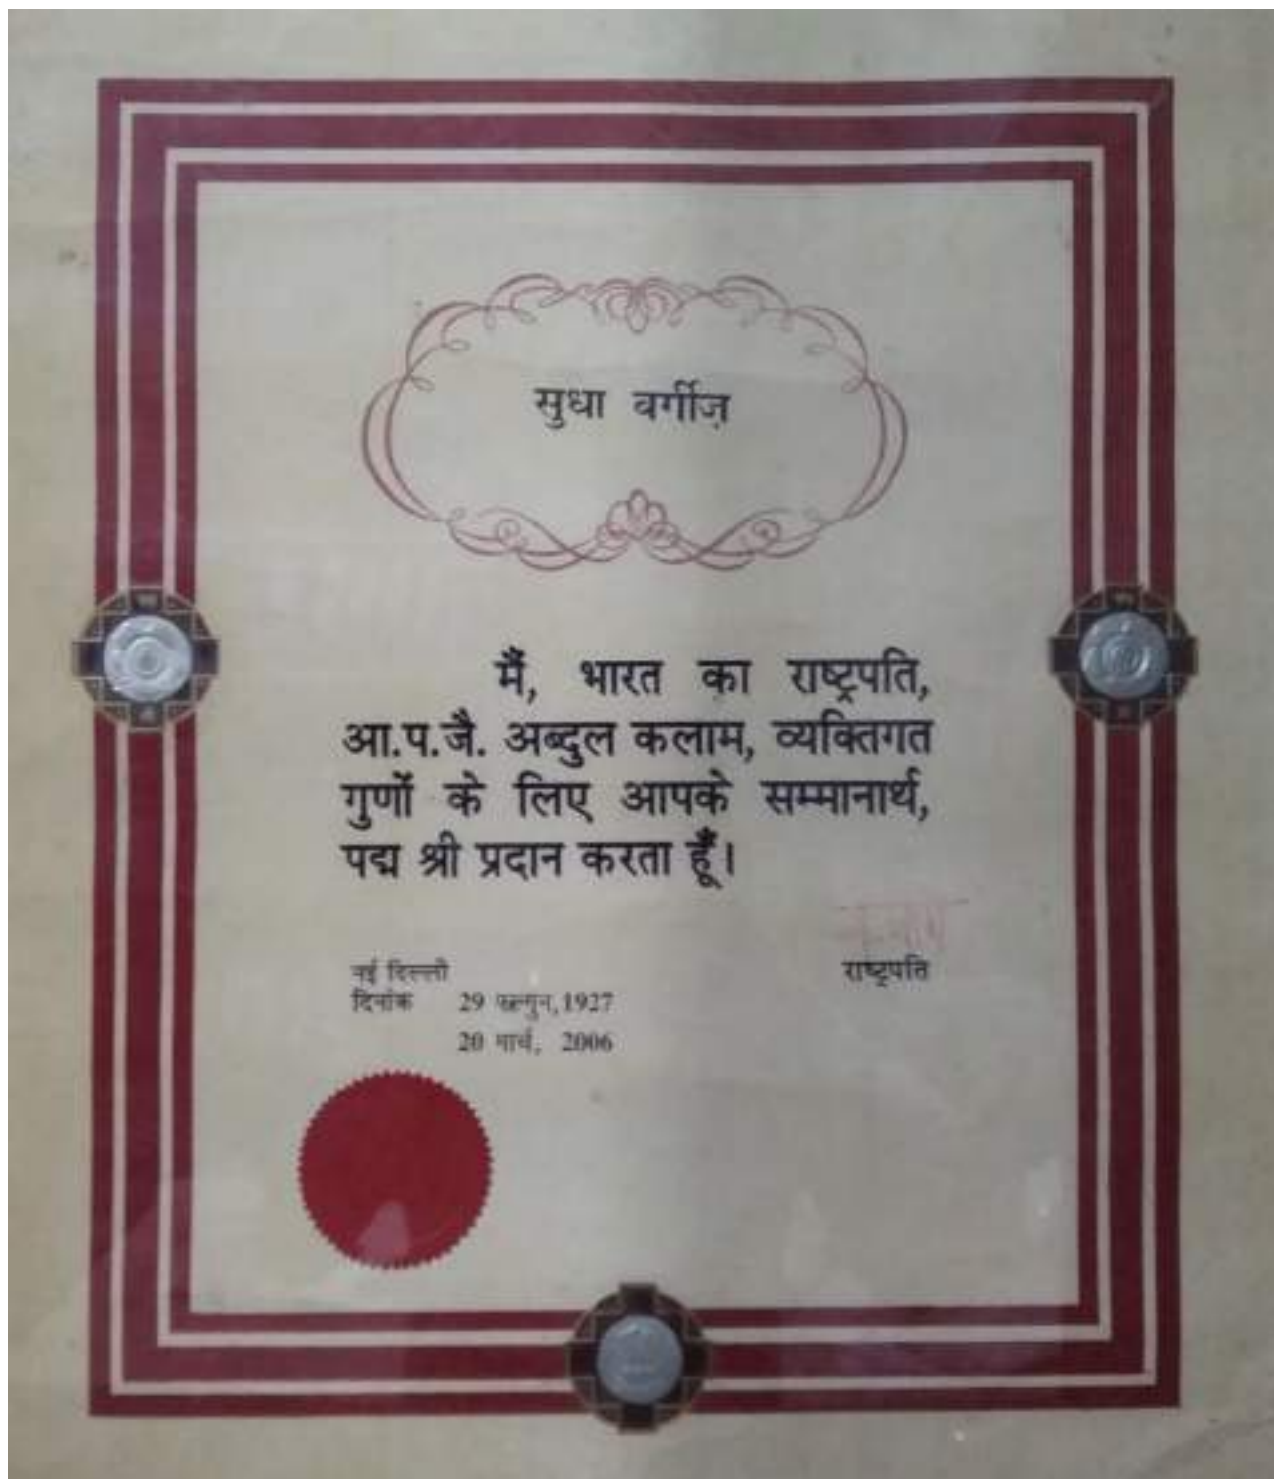 सुधा वर्गीज़
मैं, भारत का राष्ट्रपति,
आ.प.जै. अब्दुल कलाम, व्यक्तिगत
गुणों के लिए आपके सम्मानार्थ,
पद्म श्री प्रदान करता हूँ।
राष्ट्रपति
नई दिल्ली
दिनांक 29 फाल्गुन,1927
20 मार्च, 2006